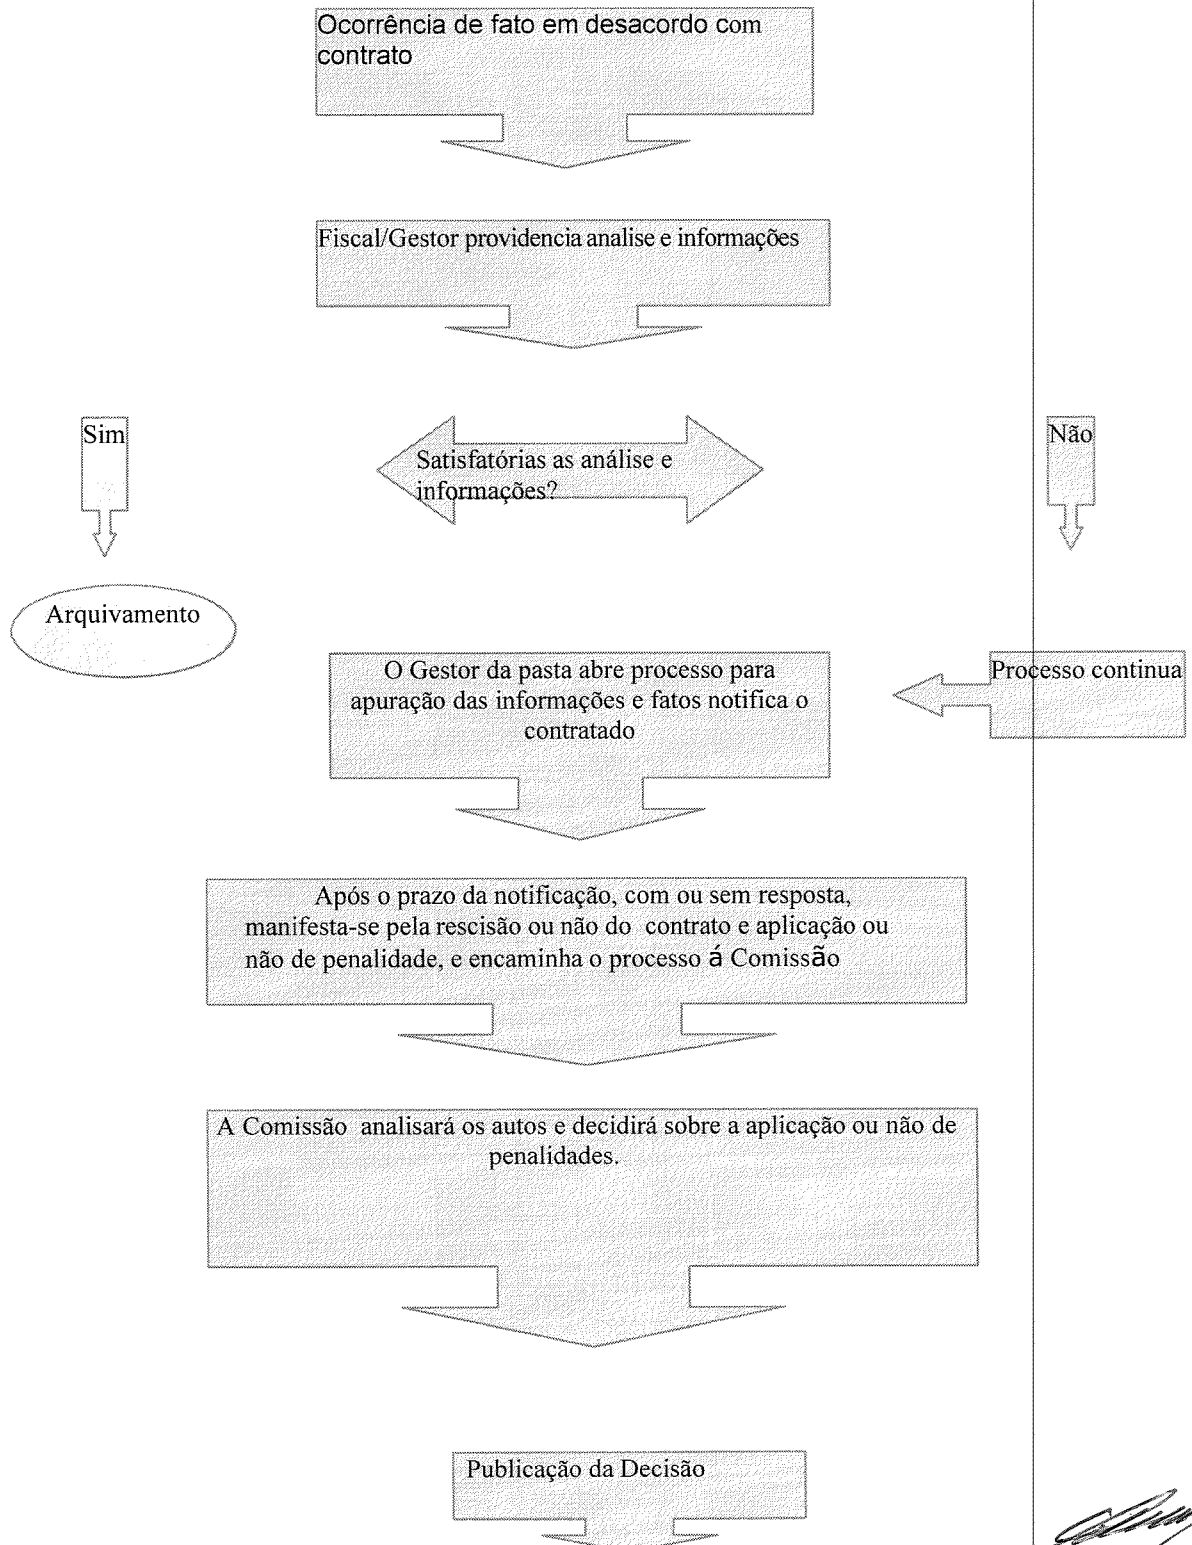 Ocorrência de fato em desacordo com
contrato
Fiscal/Gestor providencia analise e informações
Sim
Satisfatórias as análise e
informações?
Não
Arquivamento
O Gestor da pasta abre processo para
apuração das informações e fatos notifica o
contratado
Processo continua
Após o prazo da notificação, com ou sem resposta,
manifesta-se pela rescisão ou não do contrato e aplicação ou
não de penalidade, e encaminha o processo á Comissão
A Comissão analisará os autos e decidirá sobre a aplicação ou não de
penalidades.
Publicação da Decisão